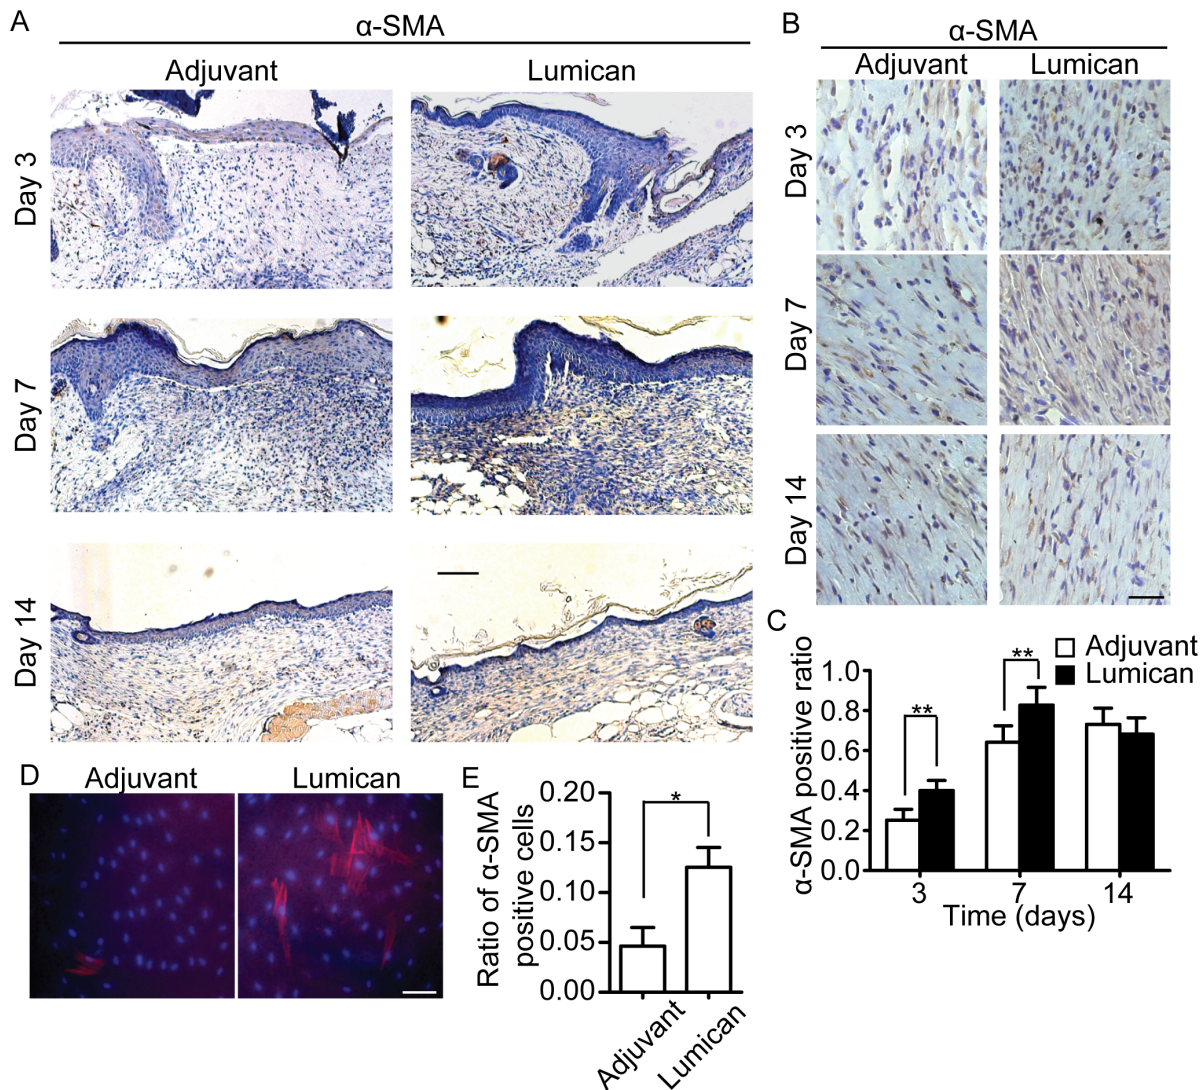 A
α-SMA
Adjuvant
Lumican
Day 3
Day 7
Day 14
B
α-SMA
Adjuvant
Lumican
Day 3
Day 7
Day 14
C
Adjuvant
Lumican
α-SMA positive ratio
1.0
0.8
0.6
0.4
0.2
0.0
**
**
3
7
14
Time (days)
D
Adjuvant
Lumican
E
Ratio of α-SMA
positive cells
0.20
0.15
0.10
0.05
0.00
*
Adjuvant
Lumican